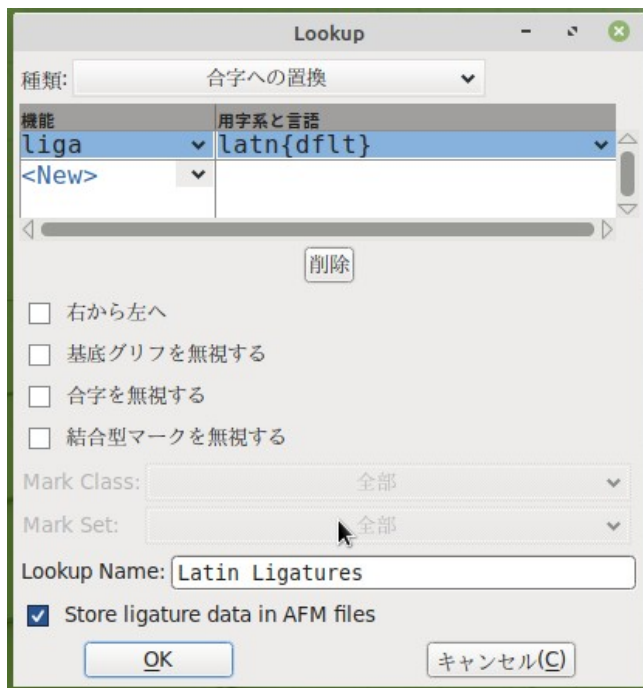 Lookup
種類: 合字への置換
機能 用字系と言語
liga latn{dflt}
<New>
削除
右から左へ
基底グリフを無視する
合字を無視する
結合型マークを無視する
Mark Class: 全部
Mark Set: 全部
Lookup Name: Latin Ligatures
Store ligature data in AFM files
OK キャンセル(C)